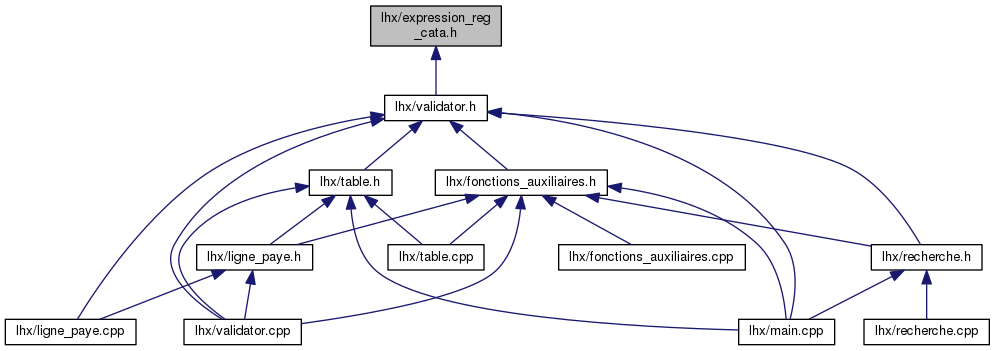 lhx/expression_reg
_cata.h
lhx/validator.h
lhx/table.h
lhx/fonctions_auxiliaires.h
lhx/ligne_paye.h
lhx/table.cpp
lhx/fonctions_auxiliaires.cpp
lhx/recherche.h
lhx/ligne_paye.cpp
lhx/validator.cpp
lhx/main.cpp
lhx/recherche.cpp